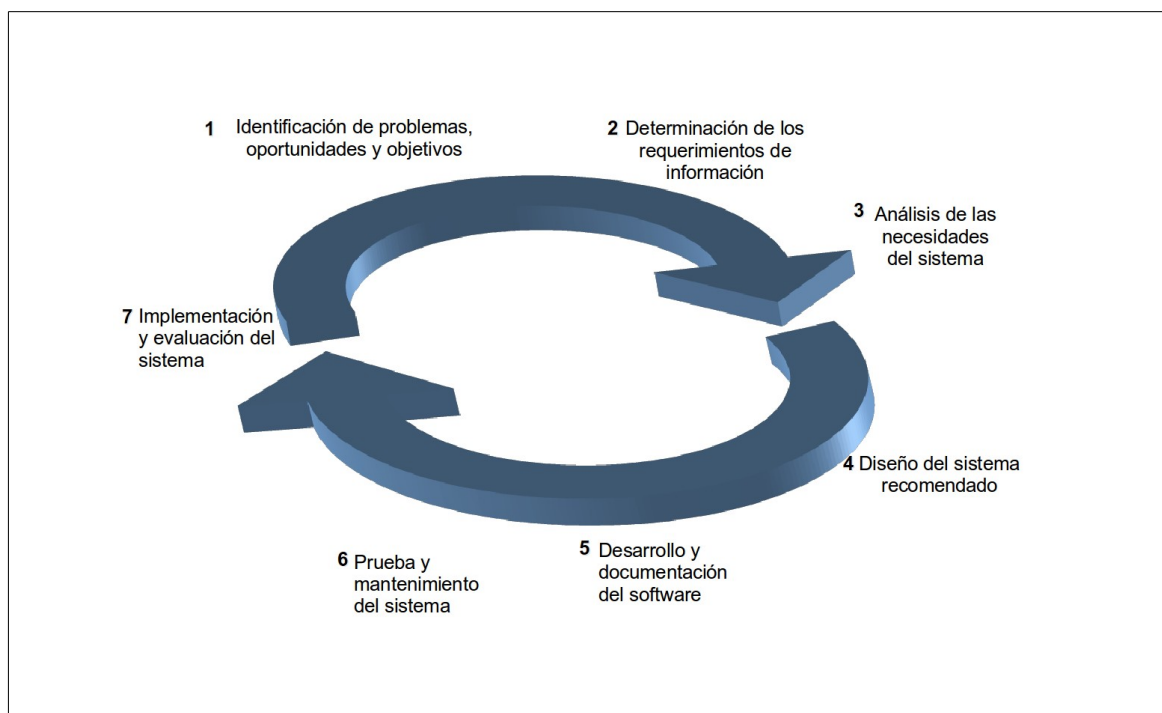 1 Identificación de problemas,
oportunidades y objetivos
2 Determinación de los
requerimientos de
información
3 Análisis de las
necesidades
del sistema
4 Diseño del sistema
recomendado
5 Desarrollo y
documentación
del software
6 Prueba y
mantenimiento
del sistema
7 Implementación
y evaluación del
sistema